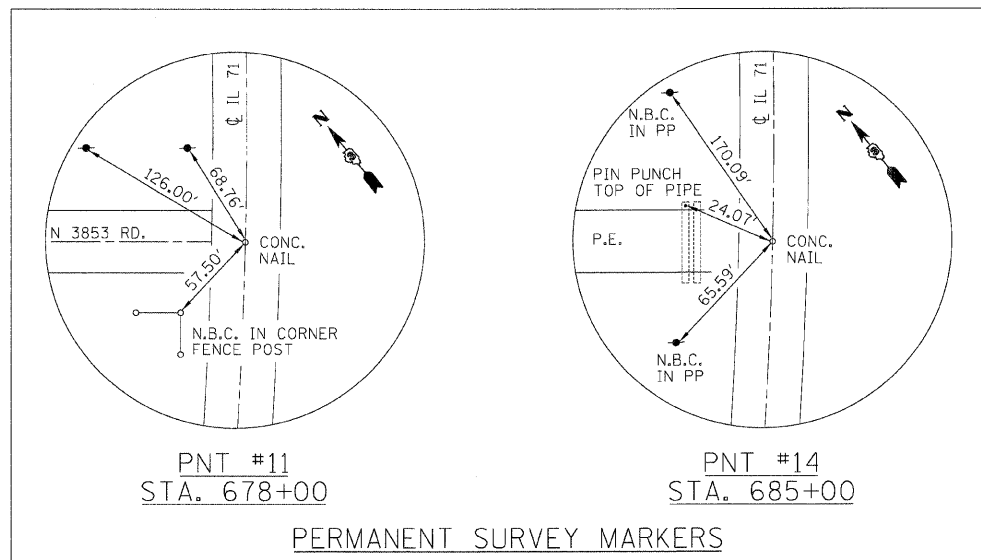 ℄ IL 71
N
126.00'
68.76'
N 3853 RD.
CONC.
NAIL
57.50'
N.B.C. IN CORNER
FENCE POST
PNT #11
STA. 678+00
℄ IL 71
N
N.B.C.
IN PP
170.09'
PIN PUNCH
TOP OF PIPE
24.07'
P.E.
CONC.
NAIL
65.59'
N.B.C.
IN PP
PNT #14
STA. 685+00
PERMANENT SURVEY MARKERS